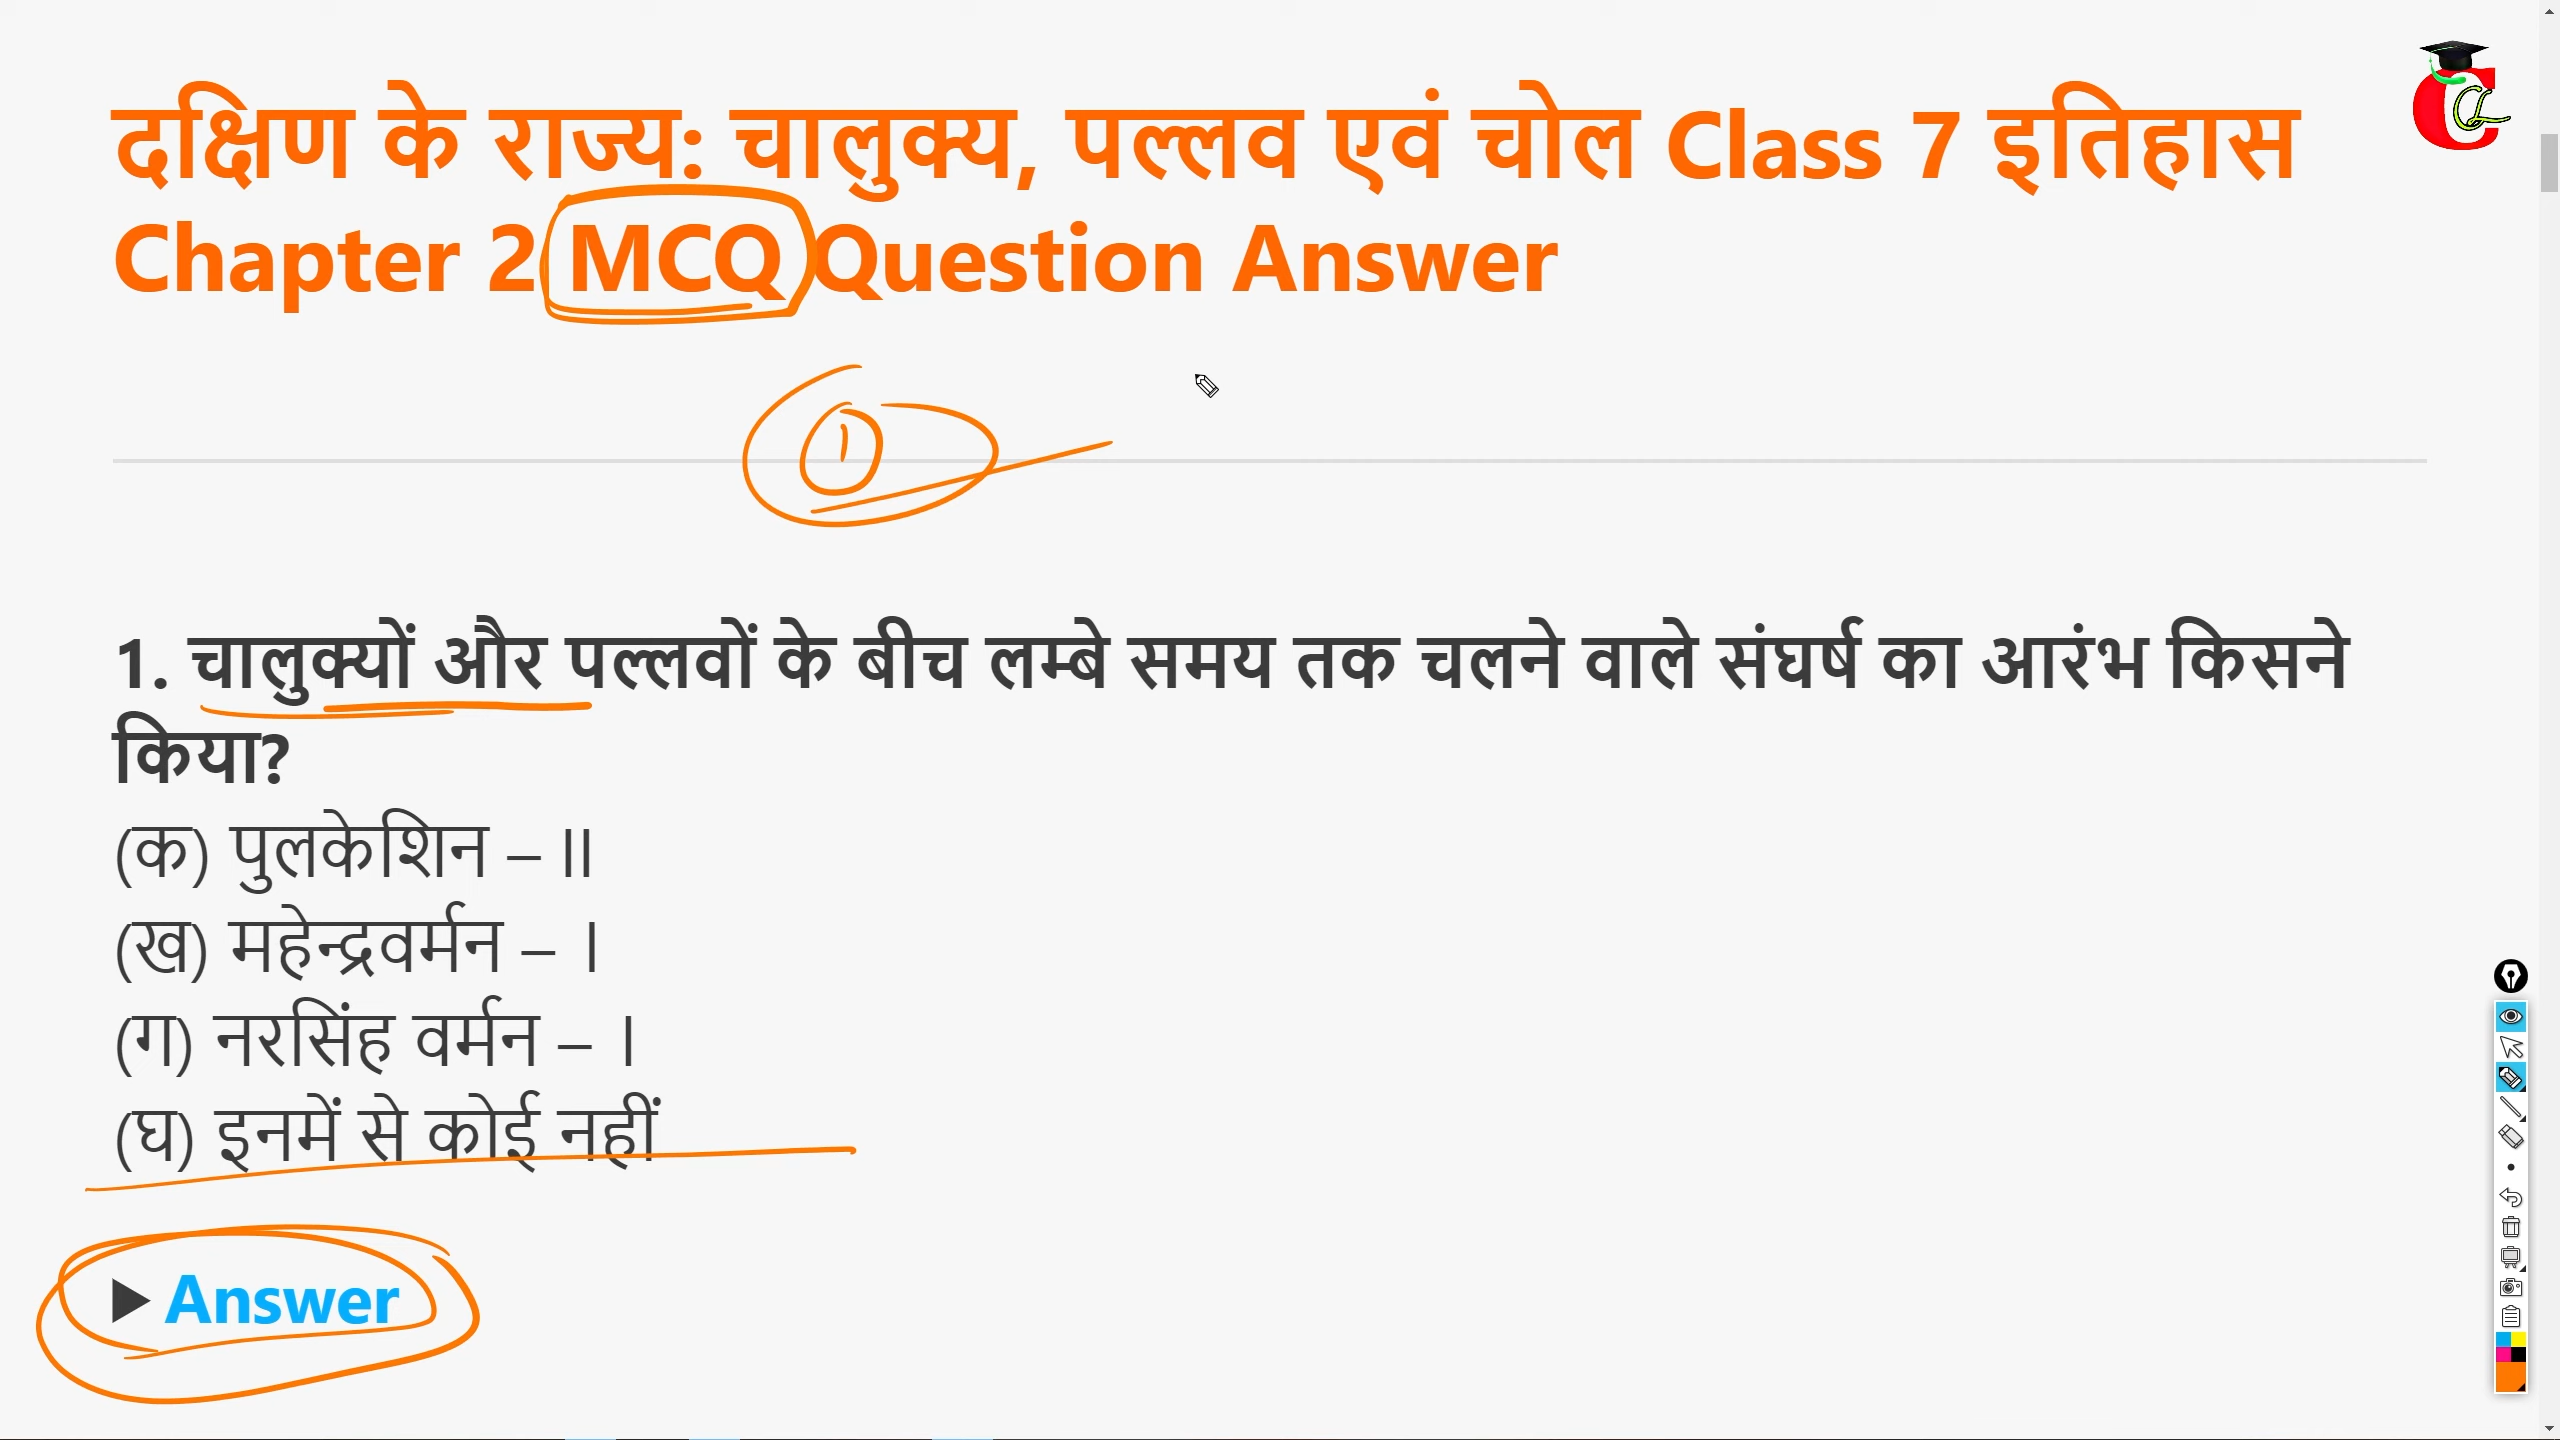 दक्षिण के राज्य: चालुक्य, पल्लव एवं चोल Class 7 इतिहास
Chapter 2 MCQ Question Answer
1
1. चालुक्यों और पल्लवों के बीच लम्बे समय तक चलने वाले संघर्ष का आरंभ किसने
किया?
(क) पुलकेशिन – II
(ख) महेन्द्रवर्मन – I
(ग) नरसिंह वर्मन – I
(घ) इनमें से कोई नहीं
▶ Answer